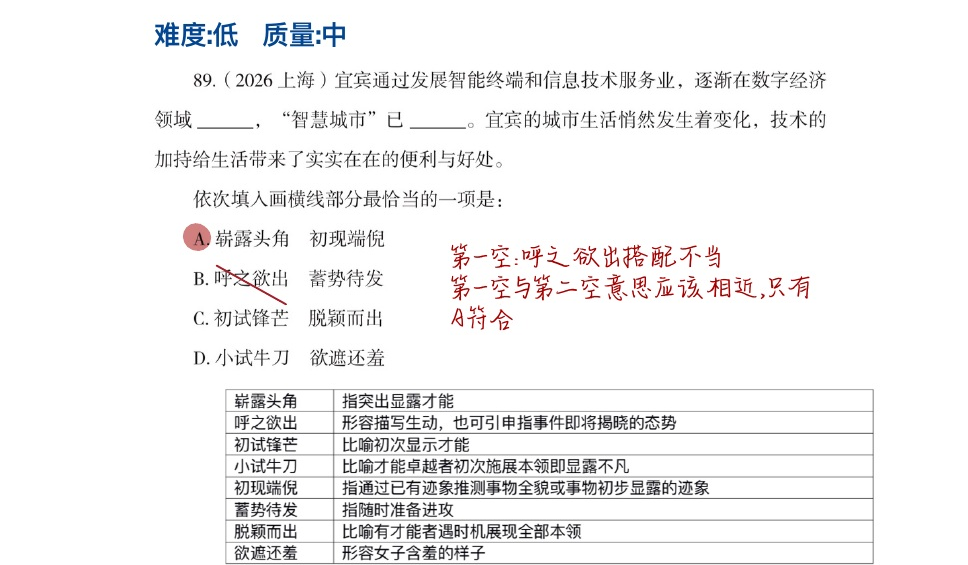 难度:低 质量:中
89.（2026 上海）宜宾通过发展智能终端和信息技术服务业，逐渐在数字经济
领域 ______，“智慧城市”已 ______。宜宾的城市生活悄然发生着变化，技术的
加持给生活带来了实实在在的便利与好处。
依次填入画横线部分最恰当的一项是：
A. 崭露头角 初现端倪
B. 呼之欲出 蓄势待发
C. 初试锋芒 脱颖而出
D. 小试牛刀 欲遮还羞
第一空:呼之欲出搭配不当
第一空与第二空意思应该相近,只有
A符合
崭露头角 指突出显露才能
呼之欲出 形容描写生动，也可引申指事件即将揭晓的态势
初试锋芒 比喻初次显示才能
小试牛刀 比喻才能卓越者初次施展本领即显露不凡
初现端倪 指通过已有迹象推测事物全貌或事物初步显露的迹象
蓄势待发 指随时准备进攻
脱颖而出 比喻有才能者遇时机展现全部本领
欲遮还羞 形容女子含羞的样子